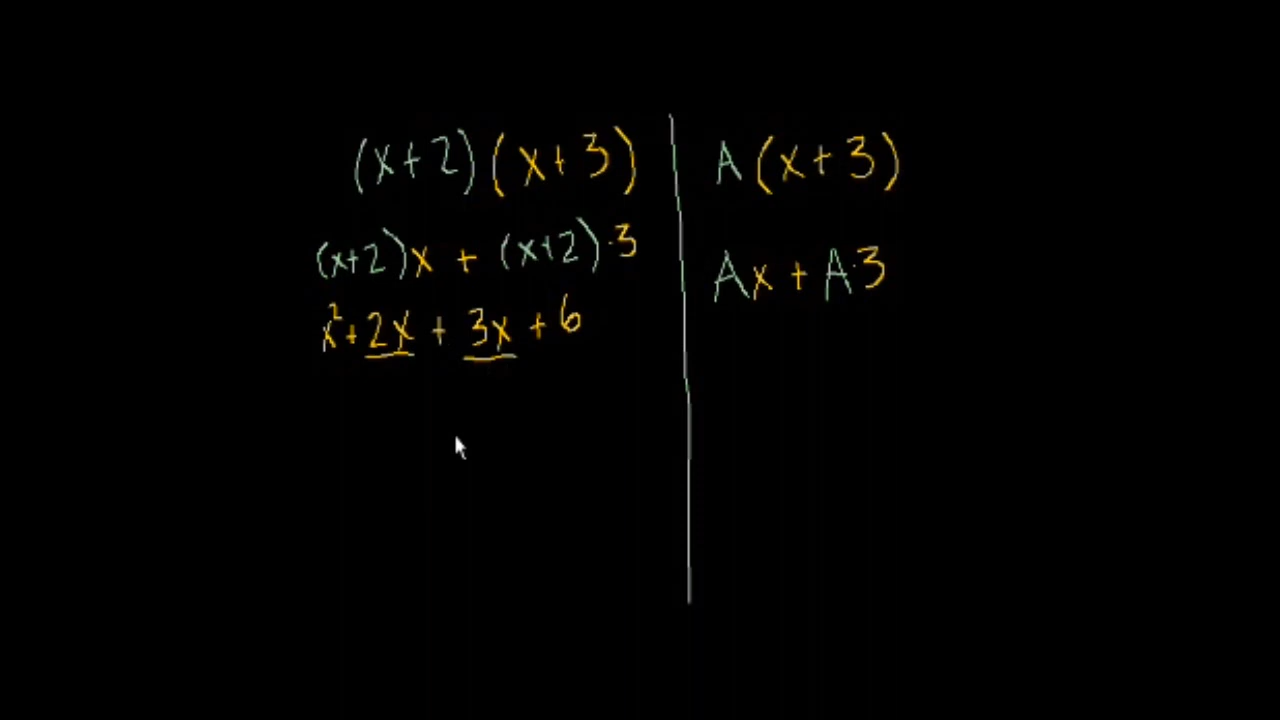 (x+2)(x+3)
(x+2)x + (x+2)·3
x²+2x + 3x + 6
A(x+3)
Ax + A·3